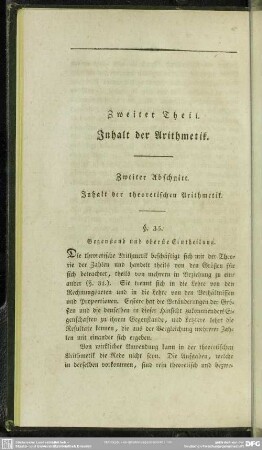 Zweiter Theil.
Inhalt der Arithmetik.
Zweiter Abschnitt.
Inhalt der theoretischen Arithmetik.
§. 35.
Gegenstand und oberste Eintheilung.
Die theoretische Arithmetik beschäftigt sich mit der Theo-
rie der Zahlen und handelt theils von den Größen für
sich betrachtet, theils von mehrern in Beziehung zu ein-
ander (§. 32.) Sie trennt sich in die Lehre von den
Rechnungsarten und in die Lehre von den Verhältnissen
und Proportionen. Erstere hat die Veränderungen der Grö-
ßen und die denselben in dieser Hinsicht zukommenden Ei-
genschaften zu ihrem Gegenstande, und letztere lehrt die
Resultate kennen, die aus der Vergleichung mehrerer Zah-
len mit einander sich ergeben.
Von wirklicher Anwendung kann in der theoretischen
Arithmetik die Rede nicht seyn. Die Aufgaben, welche
in derselben vorkommen, sind rein theoretisch und bezwe-